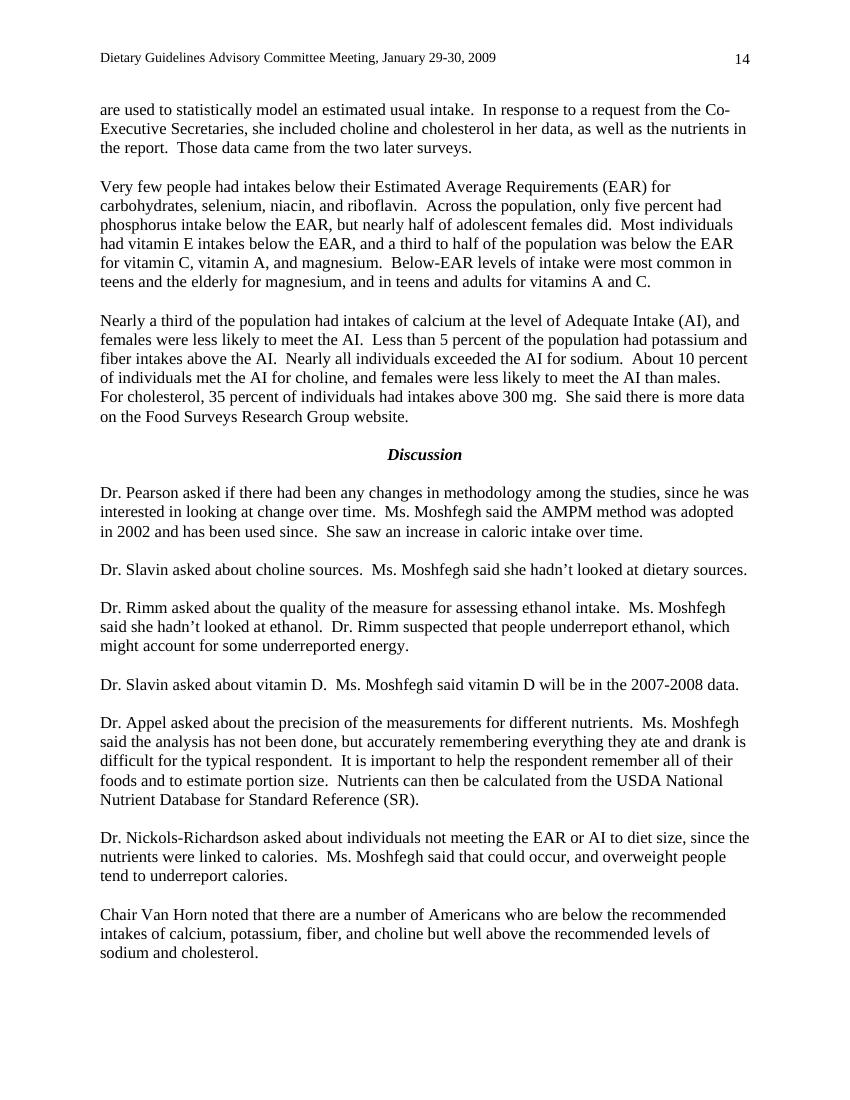 Dietary Guidelines Advisory Committee Meeting, January 29-30, 2009 14
are used to statistically model an estimated usual intake.  In response to a request from the Co-
Executive Secretaries, she included choline and cholesterol in her data, as well as the nutrients in
the report.  Those data came from the two later surveys.
Very few people had intakes below their Estimated Average Requirements (EAR) for
carbohydrates, selenium, niacin, and riboflavin.  Across the population, only five percent had
phosphorus intake below the EAR, but nearly half of adolescent females did.  Most individuals
had vitamin E intakes below the EAR, and a third to half of the population was below the EAR
for vitamin C, vitamin A, and magnesium.  Below-EAR levels of intake were most common in
teens and the elderly for magnesium, and in teens and adults for vitamins A and C.
Nearly a third of the population had intakes of calcium at the level of Adequate Intake (AI), and
females were less likely to meet the AI.  Less than 5 percent of the population had potassium and
fiber intakes above the AI.  Nearly all individuals exceeded the AI for sodium.  About 10 percent
of individuals met the AI for choline, and females were less likely to meet the AI than males.
For cholesterol, 35 percent of individuals had intakes above 300 mg.  She said there is more data
on the Food Surveys Research Group website.
Discussion
Dr. Pearson asked if there had been any changes in methodology among the studies, since he was
interested in looking at change over time.  Ms. Moshfegh said the AMPM method was adopted
in 2002 and has been used since.  She saw an increase in caloric intake over time.
Dr. Slavin asked about choline sources.  Ms. Moshfegh said she hadn't looked at dietary sources.
Dr. Rimm asked about the quality of the measure for assessing ethanol intake.  Ms. Moshfegh
said she hadn't looked at ethanol.  Dr. Rimm suspected that people underreport ethanol, which
might account for some underreported energy.
Dr. Slavin asked about vitamin D.  Ms. Moshfegh said vitamin D will be in the 2007-2008 data.
Dr. Appel asked about the precision of the measurements for different nutrients.  Ms. Moshfegh
said the analysis has not been done, but accurately remembering everything they ate and drank is
difficult for the typical respondent.  It is important to help the respondent remember all of their
foods and to estimate portion size.  Nutrients can then be calculated from the USDA National
Nutrient Database for Standard Reference (SR).
Dr. Nickols-Richardson asked about individuals not meeting the EAR or AI to diet size, since the
nutrients were linked to calories.  Ms. Moshfegh said that could occur, and overweight people
tend to underreport calories.
Chair Van Horn noted that there are a number of Americans who are below the recommended
intakes of calcium, potassium, fiber, and choline but well above the recommended levels of
sodium and cholesterol.